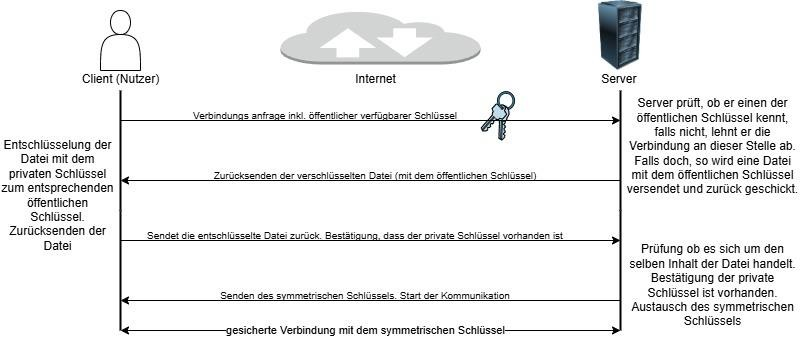 Client (Nutzer)
Internet
Server
Verbindungs anfrage inkl. öffentlicher verfügbarer Schlüssel
Server prüft, ob er einen der
öffentlichen Schlüssel kennt,
falls nicht, lehnt er die
Verbindung an dieser Stelle ab.
Falls doch, so wird eine Datei
mit dem öffentlichen Schlüssel
versendet und zurück geschickt.
Zurücksenden der verschlüsselten Datei (mit dem öffentlichen Schlüssel)
Entschlüsselung der
Datei mit dem
privaten Schlüssel
zum entsprechenden
öffentlichen
Schlüssel.
Zurücksenden der
Datei
Sendet die entschlüsselte Datei zurück. Bestätigung, dass der private Schlüssel vorhanden ist
Prüfung ob es sich um den
selben Inhalt der Datei handelt.
Bestätigung der private
Schlüssel ist vorhanden.
Austausch des symmetrischen
Schlüssels
Senden des symmetrischen Schlüssels. Start der Kommunikation
gesicherte Verbindung mit dem symmetrischen Schlüssel